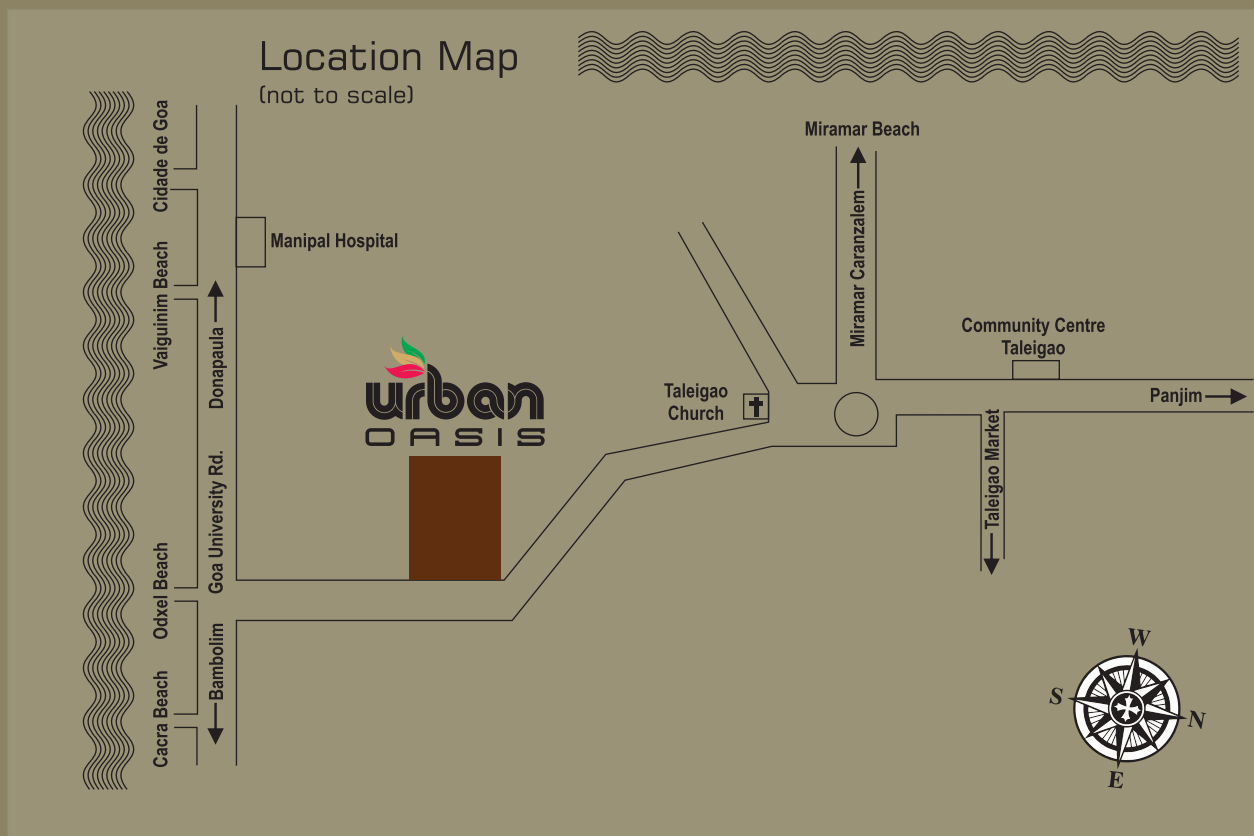 Location Map
(not to scale)
Cidade de Goa
Miramar Beach
Manipal Hospital
Miramar Caranzalem
Vaiguinim Beach
Donapaula
Community Centre
Taleigao
urban
OASIS
Taleigao
Church
Panjim
Taleigao Market
Goa University Rd.
Odxel Beach
Bambolim
Cacra Beach
W
S
N
E